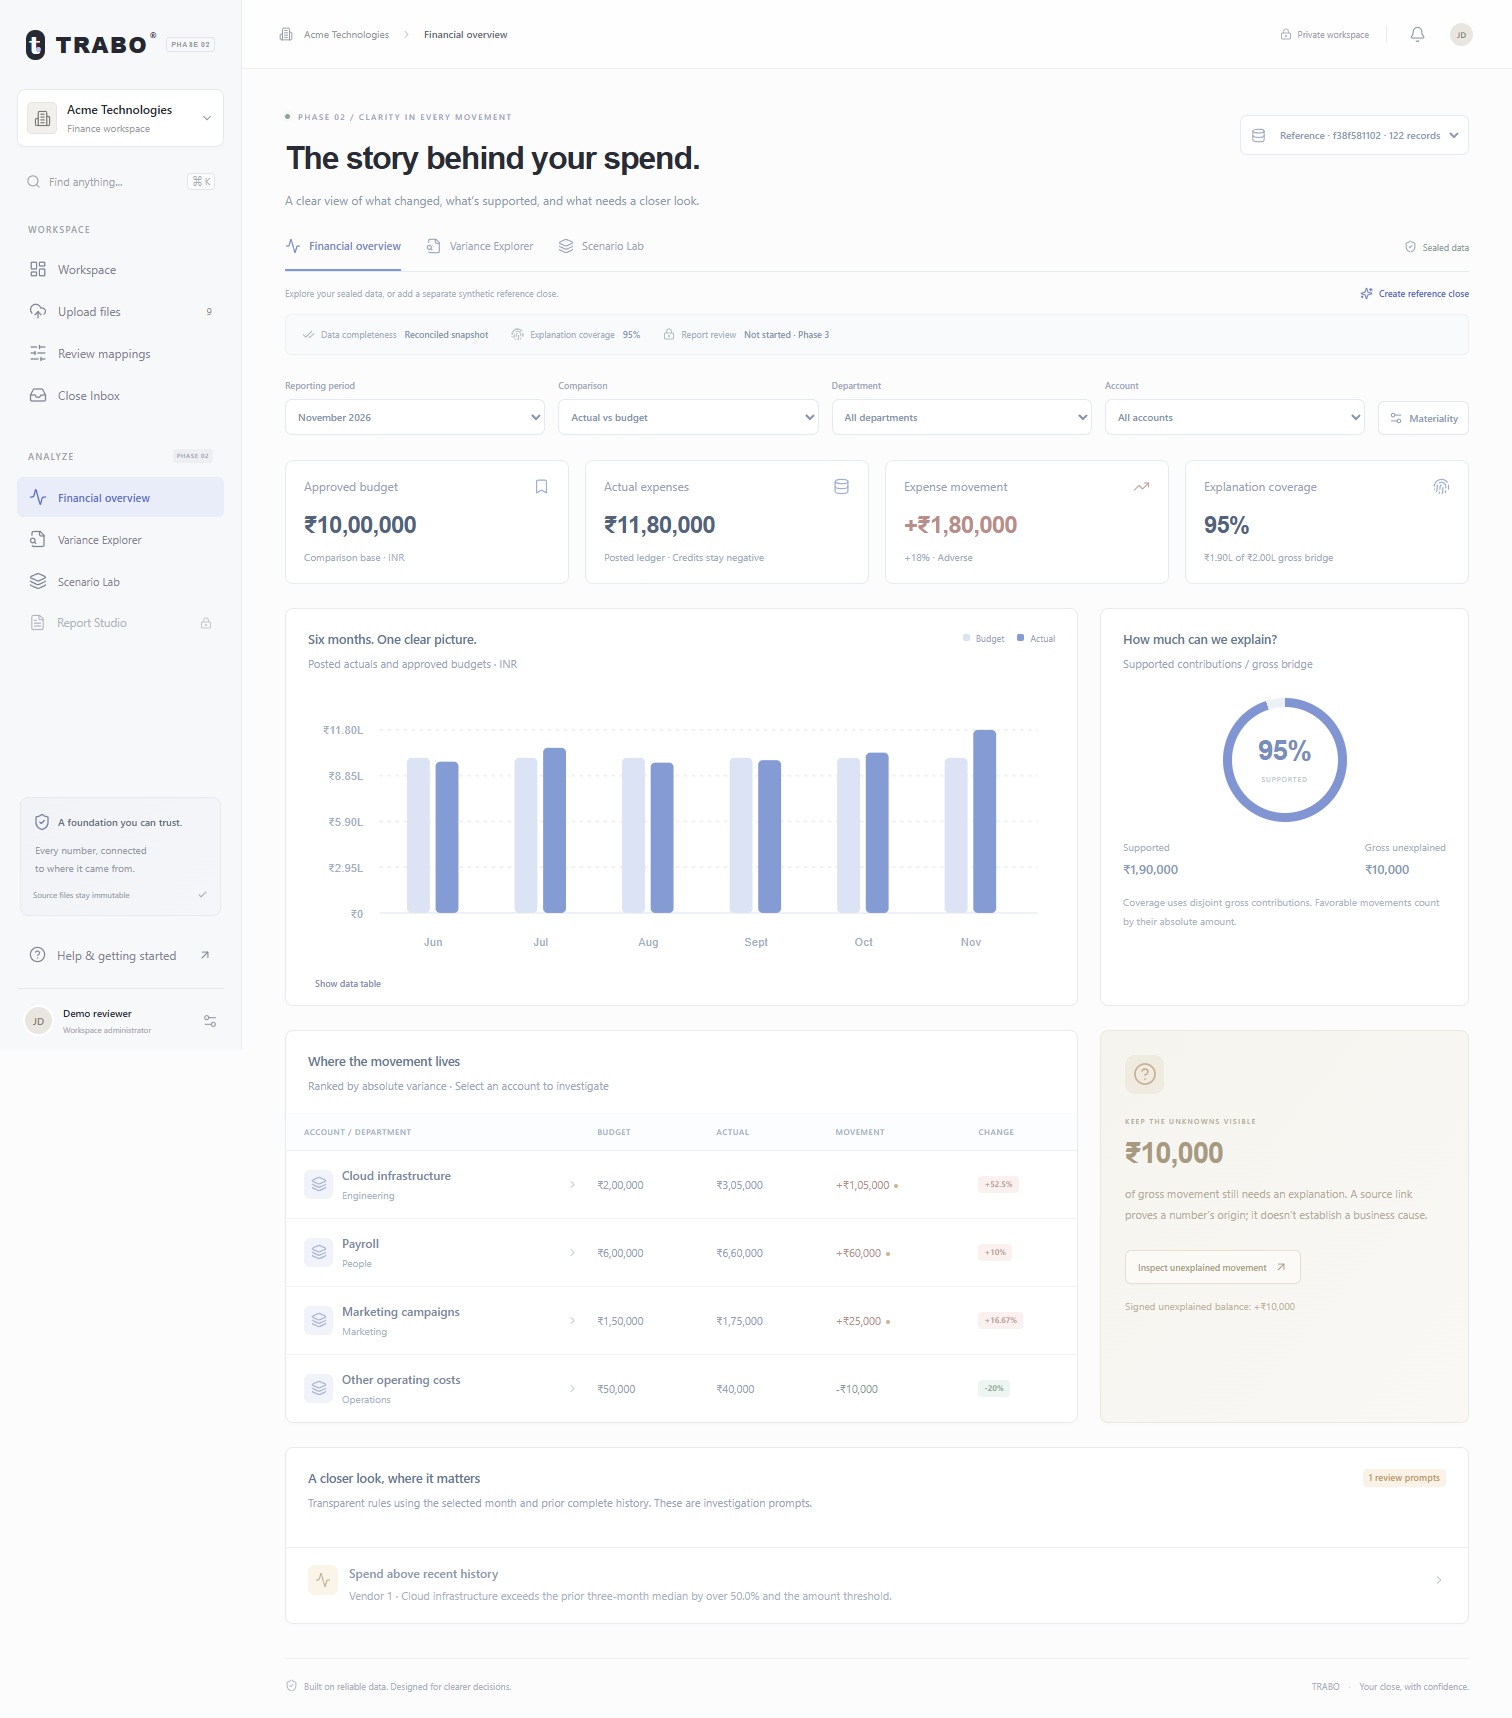 t TRABO® PHASE 02
Acme Technologies
Finance workspace
Find anything... ⌘ K
WORKSPACE
Workspace
Upload files 9
Review mappings
Close Inbox
ANALYZE PHASE 02
Financial overview
Variance Explorer
Scenario Lab
Report Studio
A foundation you can trust.
Every number, connected
to where it came from.
Source files stay immutable
Help & getting started
JD Demo reviewer
Workspace administrator
Acme Technologies > Financial overview
Private workspace JD
PHASE 02 / CLARITY IN EVERY MOVEMENT
The story behind your spend.
A clear view of what changed, what's supported, and what needs a closer look.
Reference · f38f581102 · 122 records
Financial overview Variance Explorer Scenario Lab
Sealed data
Explore your sealed data, or add a separate synthetic reference close.
Create reference close
Data completeness Reconciled snapshot Explanation coverage 95% Report review Not started · Phase 3
Reporting period Comparison Department Account
November 2026 Actual vs budget All departments All accounts Materiality
Approved budget
₹10,00,000
Comparison base · INR
Actual expenses
₹11,80,000
Posted ledger · Credits stay negative
Expense movement
+₹1,80,000
+18% · Adverse
Explanation coverage
95%
₹1.90L of ₹2.00L gross bridge
Six months. One clear picture.
Posted actuals and approved budgets · INR
Budget Actual
₹11.80L
₹8.85L
₹5.90L
₹2.95L
₹0
Jun Jul Aug Sept Oct Nov
Show data table
How much can we explain?
Supported contributions / gross bridge
95%
SUPPORTED
Supported Gross unexplained
₹1,90,000 ₹10,000
Coverage uses disjoint gross contributions. Favorable movements count
by their absolute amount.
Where the movement lives
Ranked by absolute variance · Select an account to investigate
ACCOUNT / DEPARTMENT BUDGET ACTUAL MOVEMENT CHANGE
Cloud infrastructure
Engineering
₹2,00,000 ₹3,05,000 +₹1,05,000 +52.5%
Payroll
People
₹6,00,000 ₹6,60,000 +₹60,000 +10%
Marketing campaigns
Marketing
₹1,50,000 ₹1,75,000 +₹25,000 +16.67%
Other operating costs
Operations
₹50,000 ₹40,000 -₹10,000 -20%
KEEP THE UNKNOWNS VISIBLE
₹10,000
of gross movement still needs an explanation. A source link
proves a number's origin; it doesn't establish a business cause.
Inspect unexplained movement
Signed unexplained balance: +₹10,000
A closer look, where it matters
Transparent rules using the selected month and prior complete history. These are investigation prompts.
1 review prompts
Spend above recent history
Vendor 1 · Cloud infrastructure exceeds the prior three-month median by over 50.0% and the amount threshold.
Built on reliable data. Designed for clearer decisions.
TRABO · Your close, with confidence.